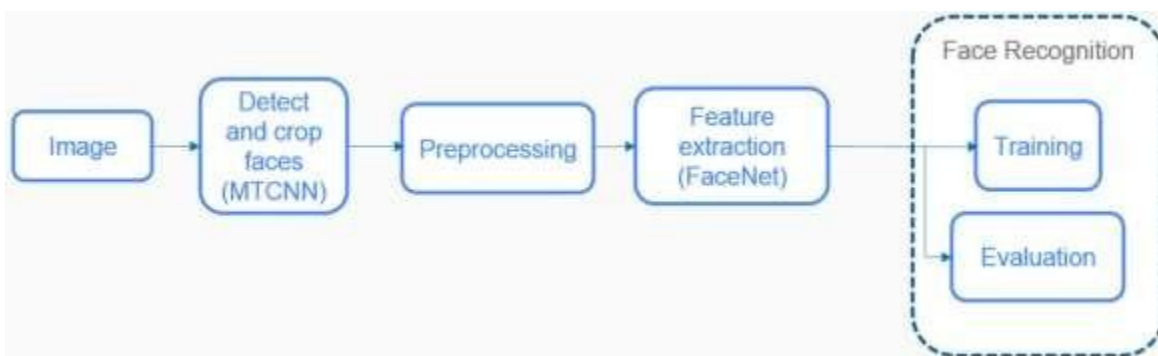 Image
Detect
and crop
faces
(MTCNN)
Preprocessing
Feature
extraction
(FaceNet)
Face Recognition
Training
Evaluation